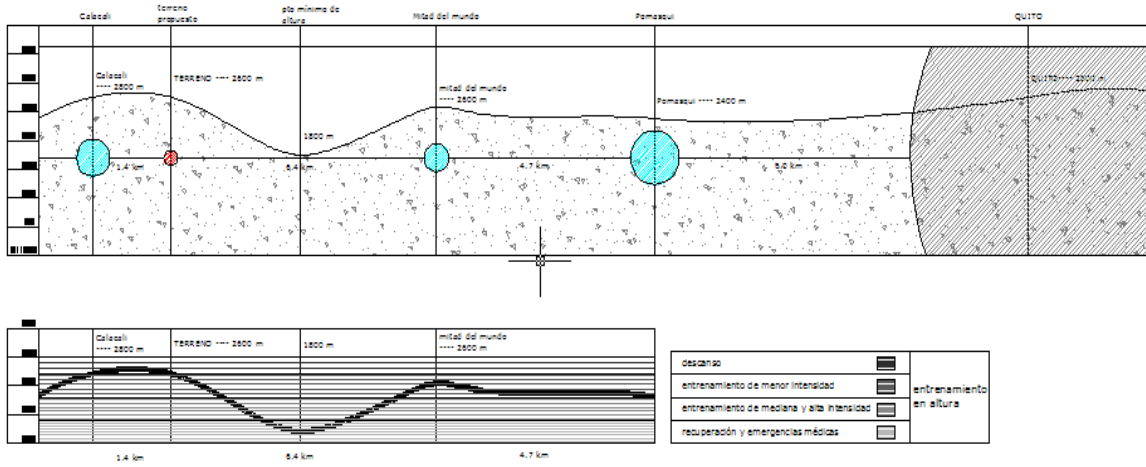 Calacali
terreno
propuesto
pto mínimo de
altura
Mitad del mundo
Pomasqui
QUITO
Calacali
---- 2800 m
TERRENO ---- 2600 m
mitad del mundo
---- 2600 m
Pomasqui ---- 2400 m
1800 m
1.4 km
6.4 km
4.7 km
Calacali
---- 2800 m
TERRENO ---- 2600 m
1800 m
mitad del mundo
---- 2600 m
1.4 km
6.4 km
4.7 km
descanso
entrenamiento de menor intensidad
entrenamiento de mediana y alta intensidad
recuperación y emergencias médicas
entrenamiento
en altura